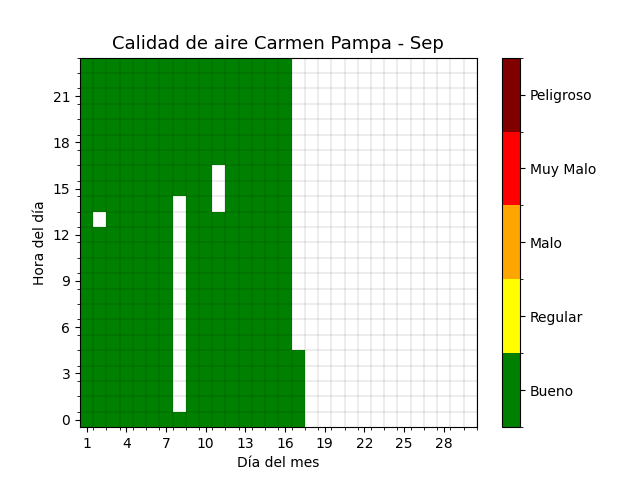 Calidad de aire Carmen Pampa - Sep
Hora del día
21
18
15
12
9
6
3
0
1 4 7 10 13 16 19 22 25 28
Día del mes
Peligroso
Muy Malo
Malo
Regular
Bueno